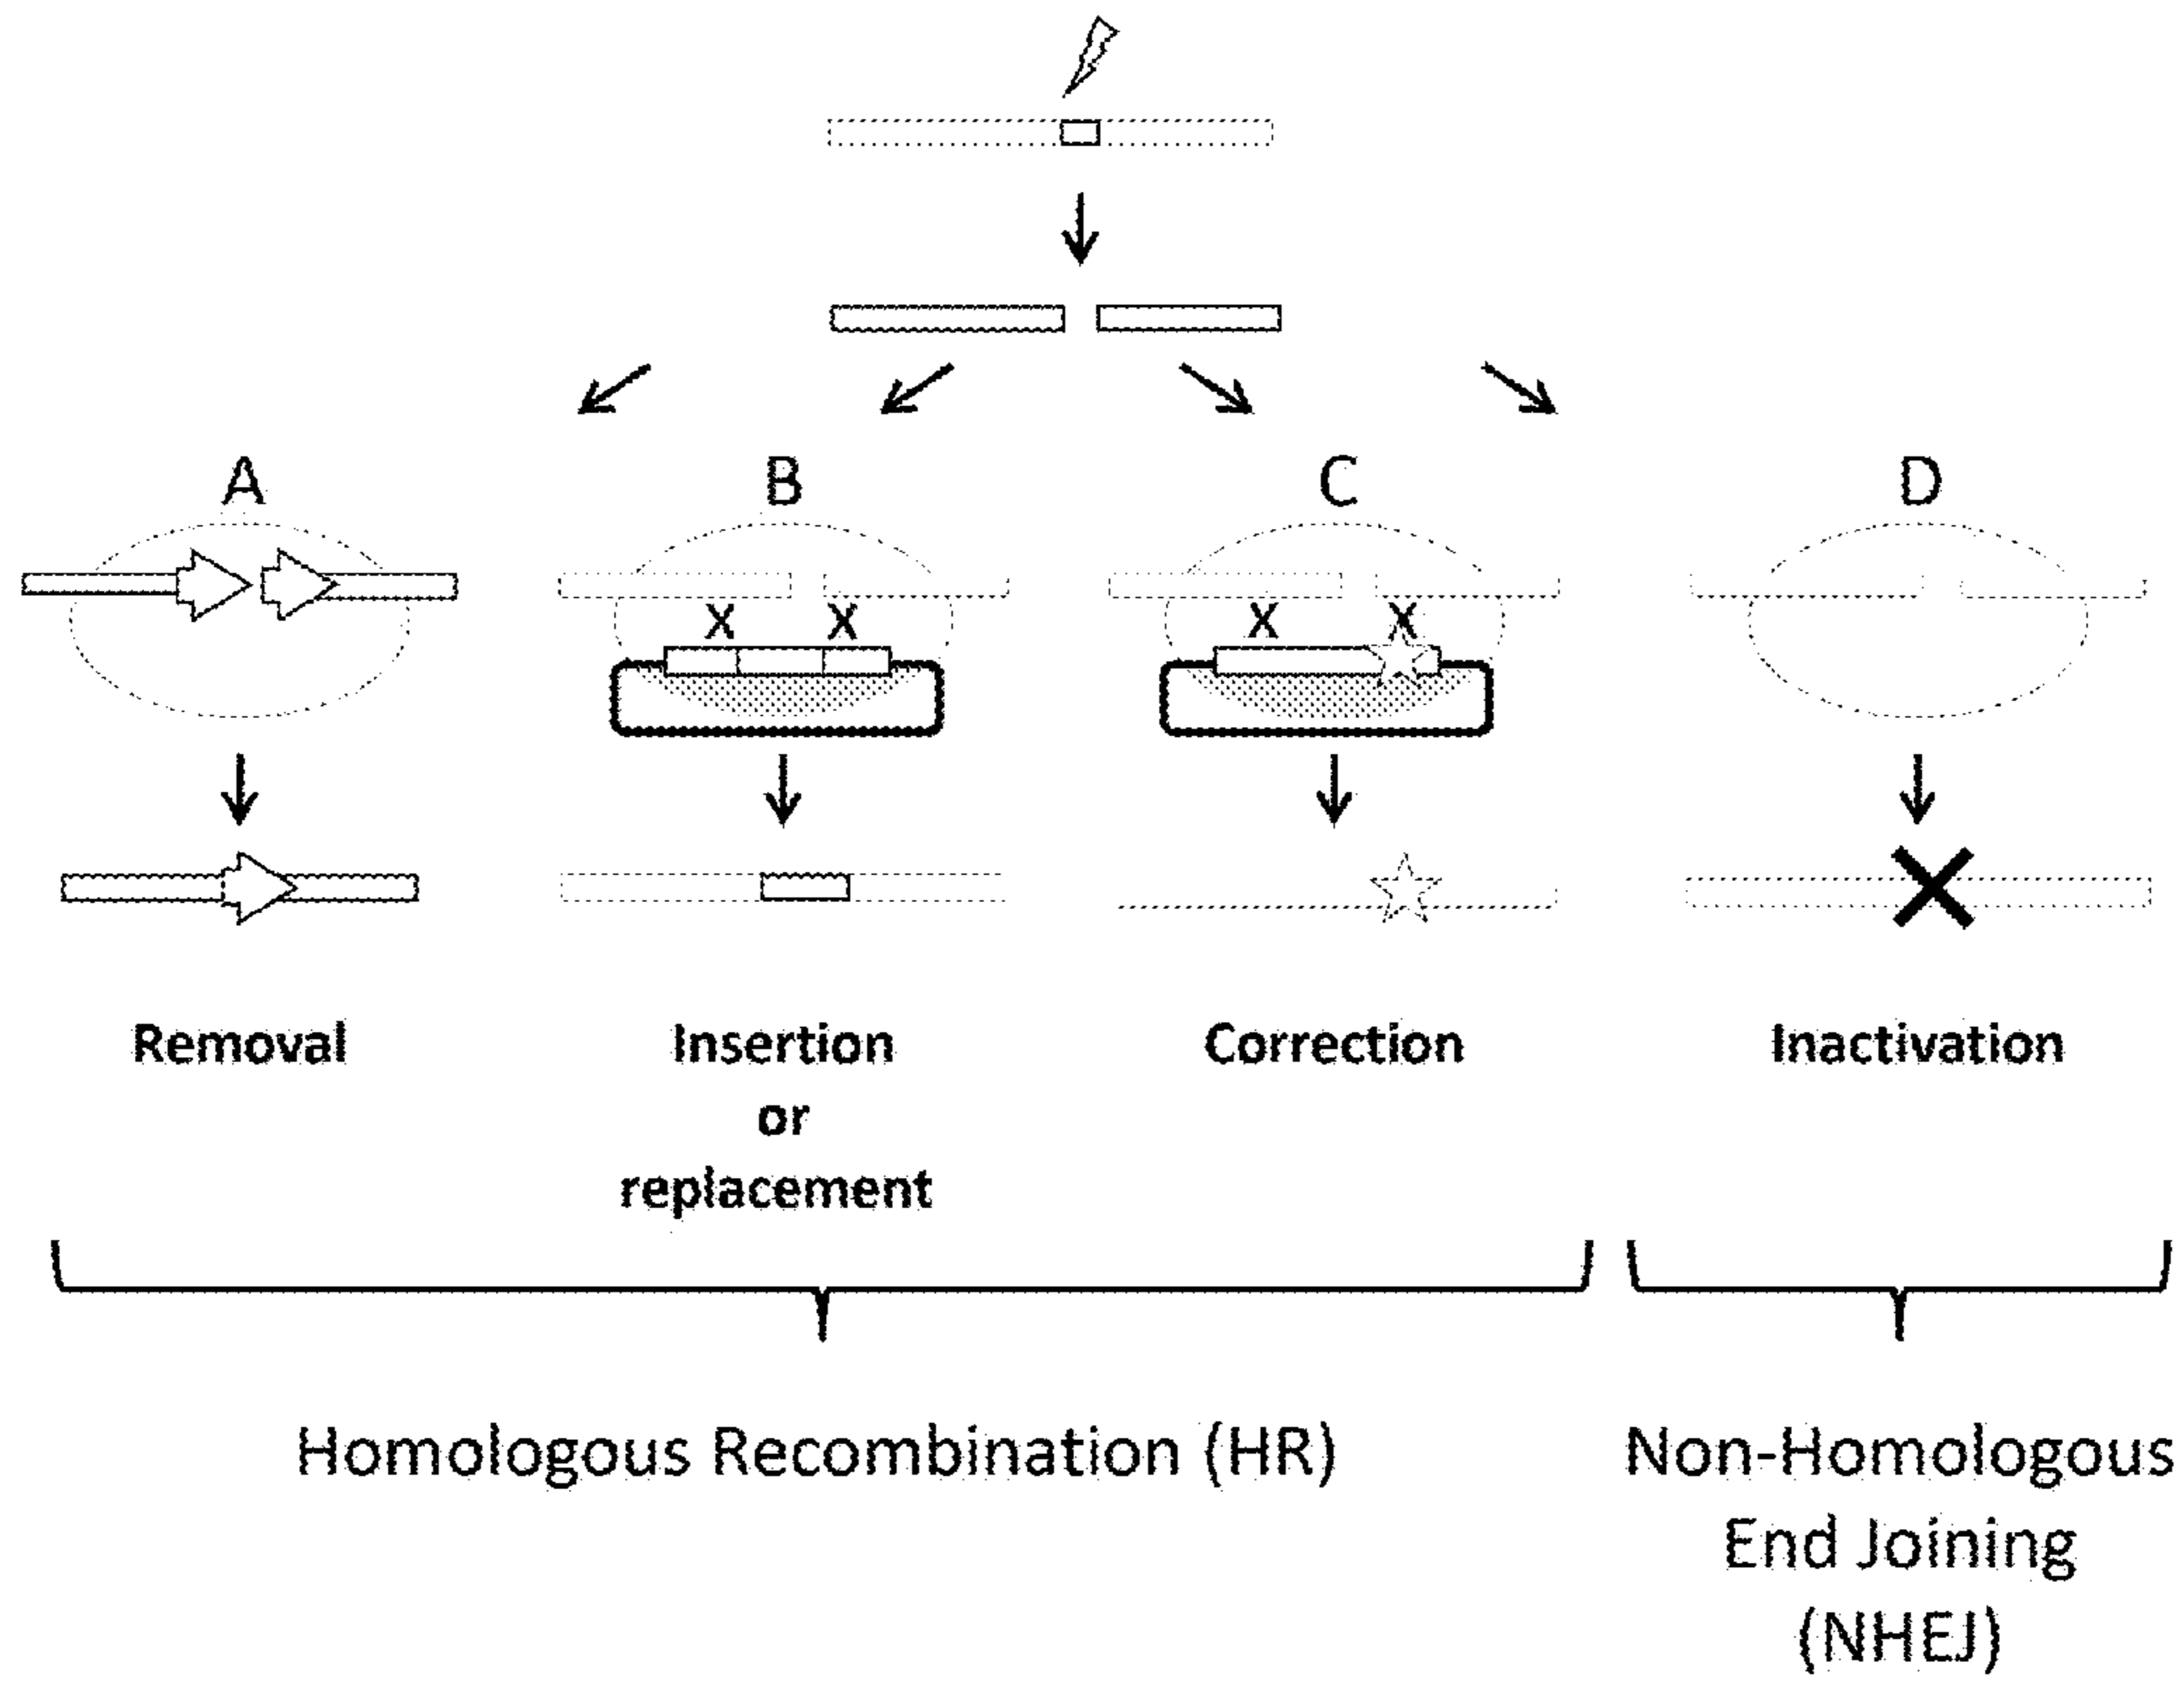 A
B
C
D
X
X
X
X
Removal
Insertion
or
replacement
Correction
Inactivation
Homologous Recombination (HR)
Non-Homologous
End Joining
(NHEJ)